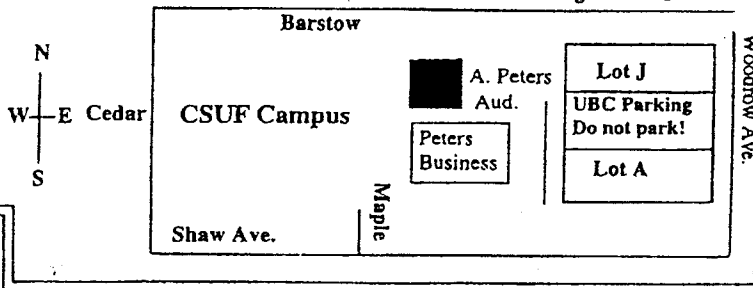 Barstow
N
W E
S
Cedar
CSUF Campus
A. Peters
Aud.
Peters
Business
Lot J
UBC Parking
Do not park!
Lot A
Woodrow Ave.
Maple
Shaw Ave.